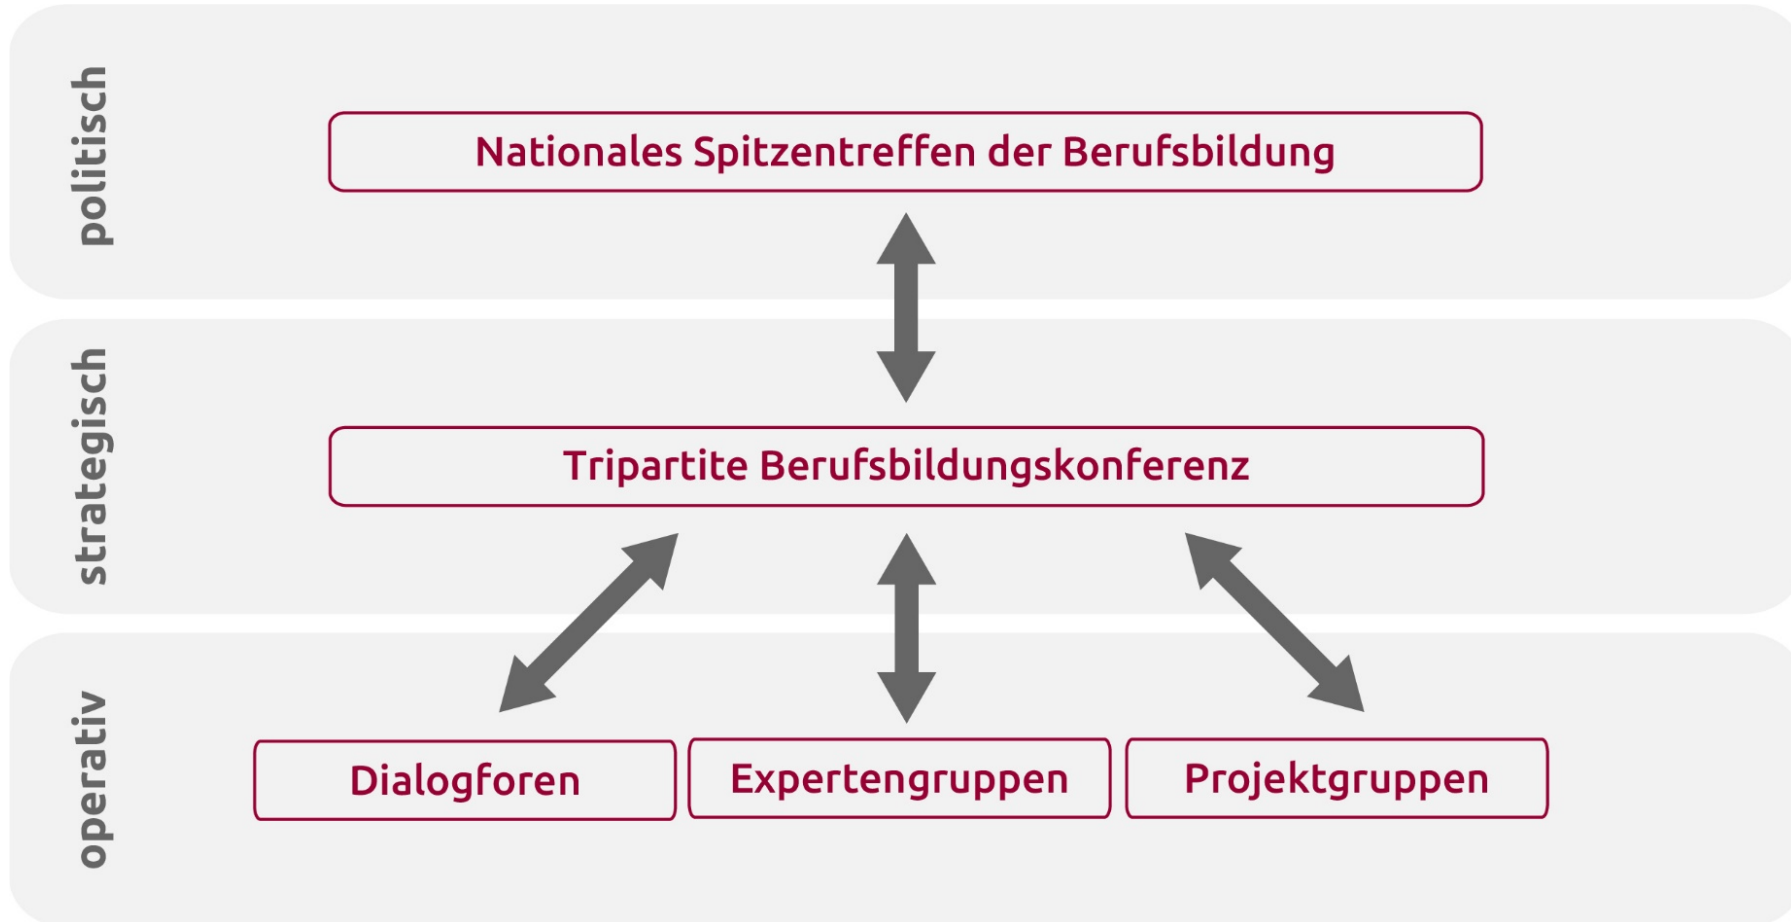 politisch
Nationales Spitzentreffen der Berufsbildung
strategisch
Tripartite Berufsbildungskonferenz
operativ
Dialogforen
Expertengruppen
Projektgruppen